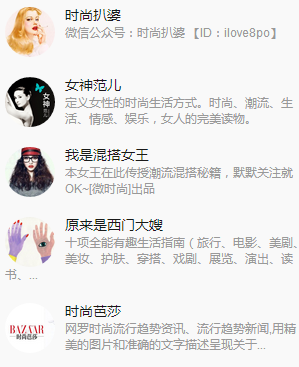 时尚扒婆
微信公众号：时尚扒婆 【ID：ilove8po】
女神
范儿
女神范儿
定义女性的时尚生活方式。时尚、潮流、生
活、情感、娱乐，女人的完美读物。
我是混搭女王
本女王在此传授潮流混搭秘籍，默默关注就
OK~[微时尚]出品
原来是西门大嫂
十项全能有趣生活指南（旅行、电影、美剧、
美妆、护肤、穿搭、戏剧、展览、演出、读
书、...
BAZAAR
时尚芭莎
时尚芭莎
网罗时尚流行趋势资讯、流行趋势新闻,用精
美的图片和准确的文字描述呈现关于...